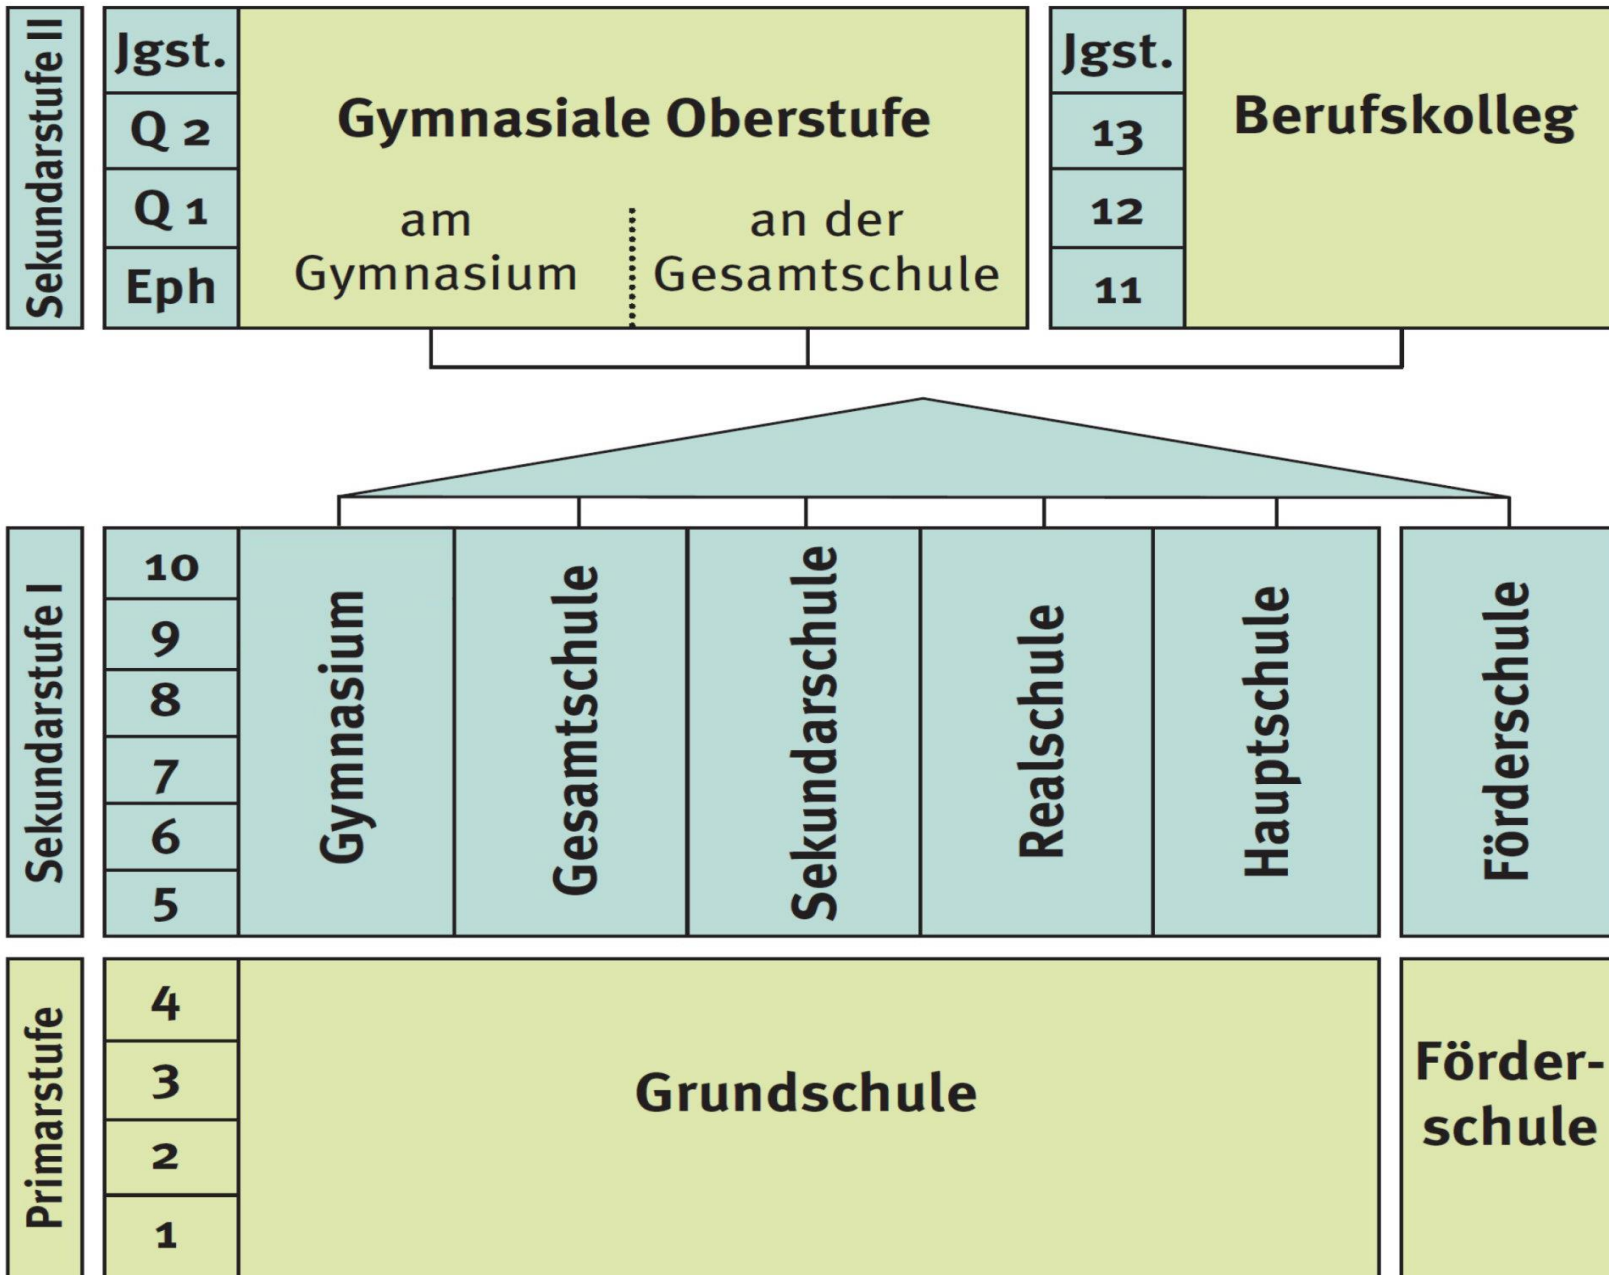 Sekundarstufe II
Jgst.
Q 2
Q 1
Eph
Gymnasiale Oberstufe
am
Gymnasium
an der
Gesamtschule
Jgst.
13
12
11
Berufskolleg
Sekundarstufe I
10
9
8
7
6
5
Gymnasium
Gesamtschule
Sekundarschule
Realschule
Hauptschule
Förderschule
Primarstufe
4
3
2
1
Grundschule
Förder-
schule